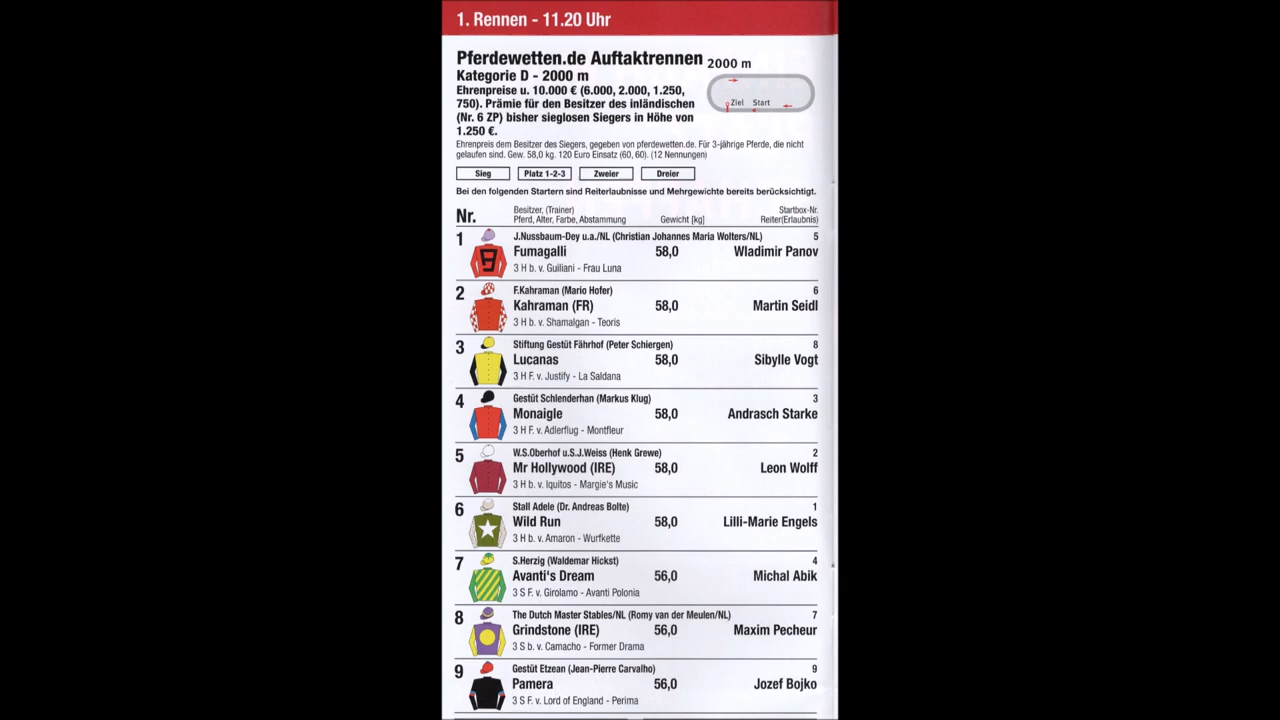 1. Rennen - 11.20 Uhr
Pferdewetten.de Auftaktrennen 2000 m
Kategorie D - 2000 m
Ehrenpreise u. 10.000 € (6.000, 2.000, 1.250,
750). Prämie für den Besitzer des inländischen
(Nr. 6 ZP) bisher sieglosen Siegers in Höhe von
1.250 €.
Ziel Start
Ehrenpreis dem Besitzer des Siegers, gegeben von pferdewetten.de. Für 3-jährige Pferde, die nicht
gelaufen sind. Gew. 58,0 kg. 120 Euro Einsatz (60, 60). (12 Nennungen)
Sieg Platz 1-2-3 Zweier Dreier
Bei den folgenden Startern sind Reiterlaubnisse und Mehrgewichte bereits berücksichtigt.
Nr. Besitzer, (Trainer) Startbox-Nr.
Pferd, Alter, Farbe, Abstammung Gewicht [kg] Reiter(Erlaubnis)
1 J.Nussbaum-Dey u.a./NL (Christian Johannes Maria Wolters/NL) 5
Fumagalli 58,0 Wladimir Panov
3 H b. v. Guiliani - Frau Luna
2 F.Kahraman (Mario Hofer) 6
Kahraman (FR) 58,0 Martin Seidl
3 H b. v. Shamalgan - Teoris
3 Stiftung Gestüt Fährhof (Peter Schiergen) 8
Lucanas 58,0 Sibylle Vogt
3 H F. v. Justify - La Saldana
4 Gestüt Schlenderhan (Markus Klug) 3
Monaigle 58,0 Andrasch Starke
3 H F. v. Adlerflug - Montfleur
5 W.S.Oberhof u.S.J.Weiss (Henk Grewe) 2
Mr Hollywood (IRE) 58,0 Leon Wolff
3 H b. v. Iquitos - Margie's Music
6 Stall Adele (Dr. Andreas Bolte) 1
Wild Run 58,0 Lilli-Marie Engels
3 H b. v. Amaron - Wurfkette
7 S.Herzig (Waldemar Hickst) 4
Avanti's Dream 56,0 Michal Abik
3 S F. v. Girolamo - Avanti Polonia
8 The Dutch Master Stables/NL (Romy van der Meulen/NL) 7
Grindstone (IRE) 56,0 Maxim Pecheur
3 S b. v. Camacho - Former Drama
9 Gestüt Etzean (Jean-Pierre Carvalho) 9
Pamera 56,0 Jozef Bojko
3 S F. v. Lord of England - Perima